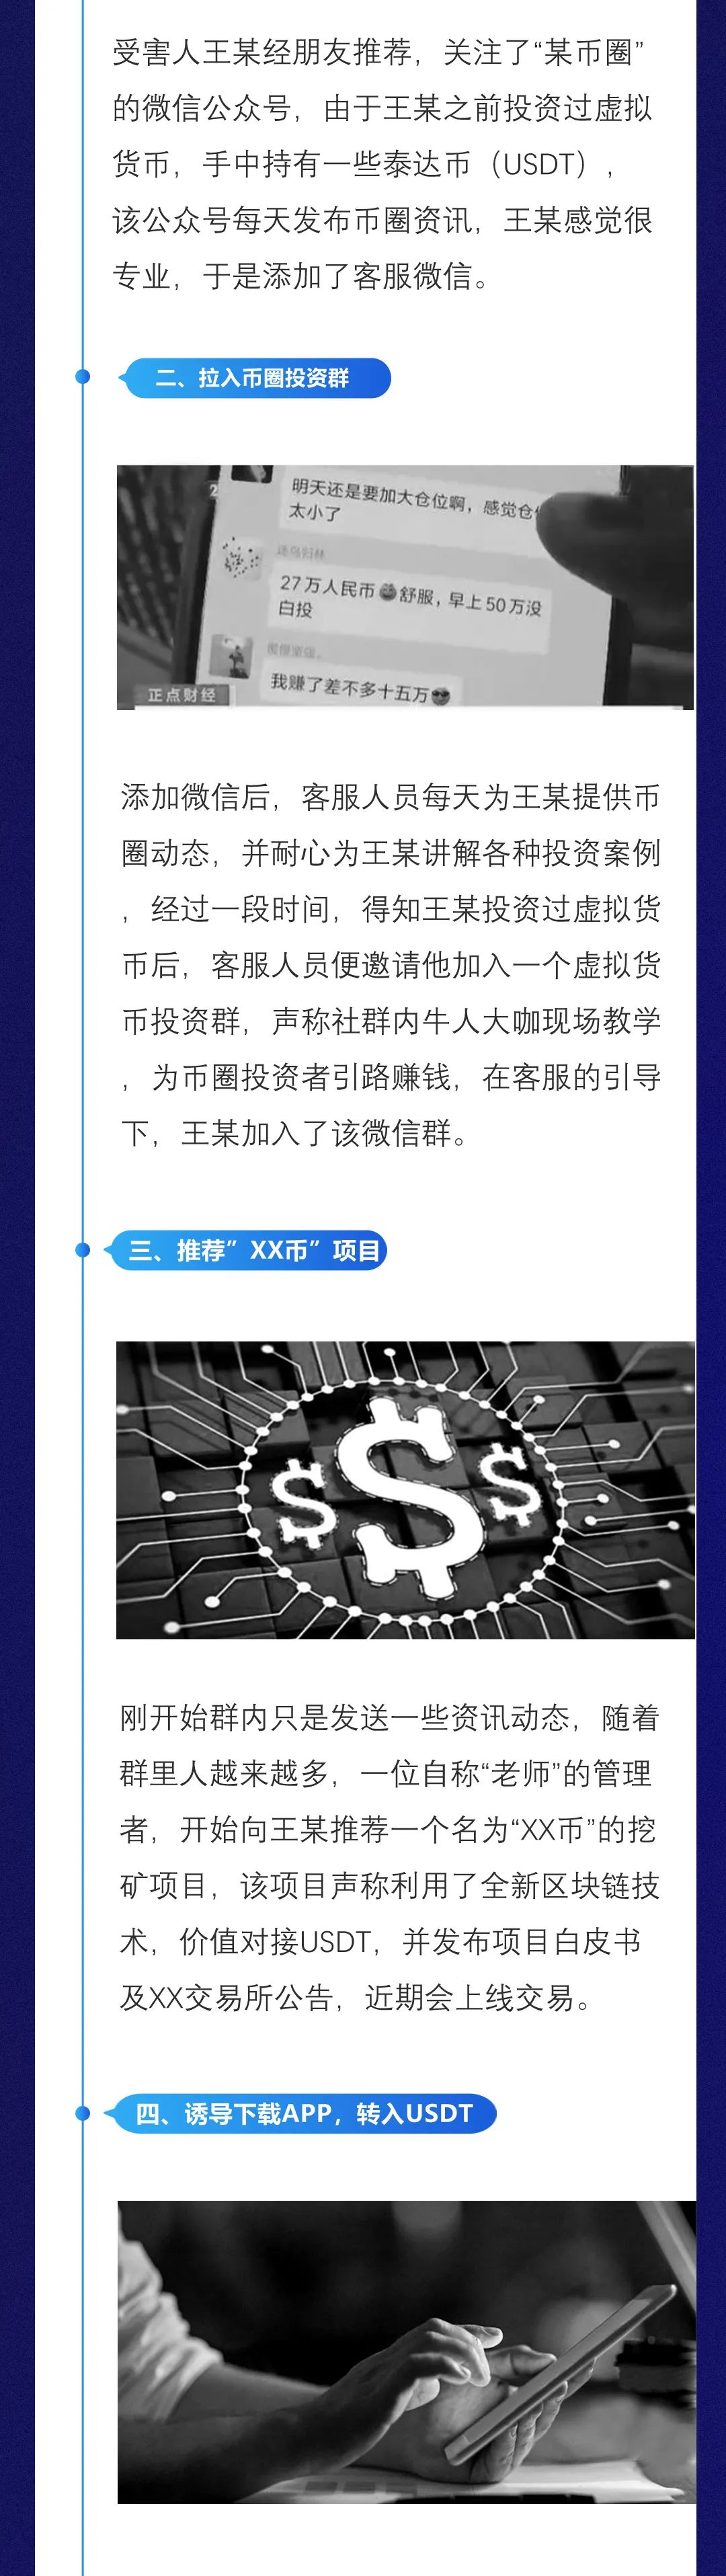 受害人王某经朋友推荐，关注了“某币圈”
的微信公众号，由于王某之前投资过虚拟
货币，手中持有一些泰达币（USDT），
该公众号每天发布币圈资讯，王某感觉很
专业，于是添加了客服微信。
二、拉入币圈投资群
明天还是要加大仓位啊，感觉仓
太小了
27万人民币😂舒服，早上50万没
白投
我赚了差不多十五万😎
正点财经
添加微信后，客服人员每天为王某提供币
圈动态，并耐心为王某讲解各种投资案例
，经过一段时间，得知王某投资过虚拟货
币后，客服人员便邀请他加入一个虚拟货
币投资群，声称社群内牛人大咖现场教学
，为币圈投资者引路赚钱，在客服的引导
下，王某加入了该微信群。
三、推荐”XX币”项目
刚开始群内只是发送一些资讯动态，随着
群里人越来越多，一位自称“老师”的管理
者，开始向王某推荐一个名为“XX币”的挖
矿项目，该项目声称利用了全新区块链技
术，价值对接USDT，并发布项目白皮书
及XX交易所公告，近期会上线交易。
四、诱导下载APP，转入USDT